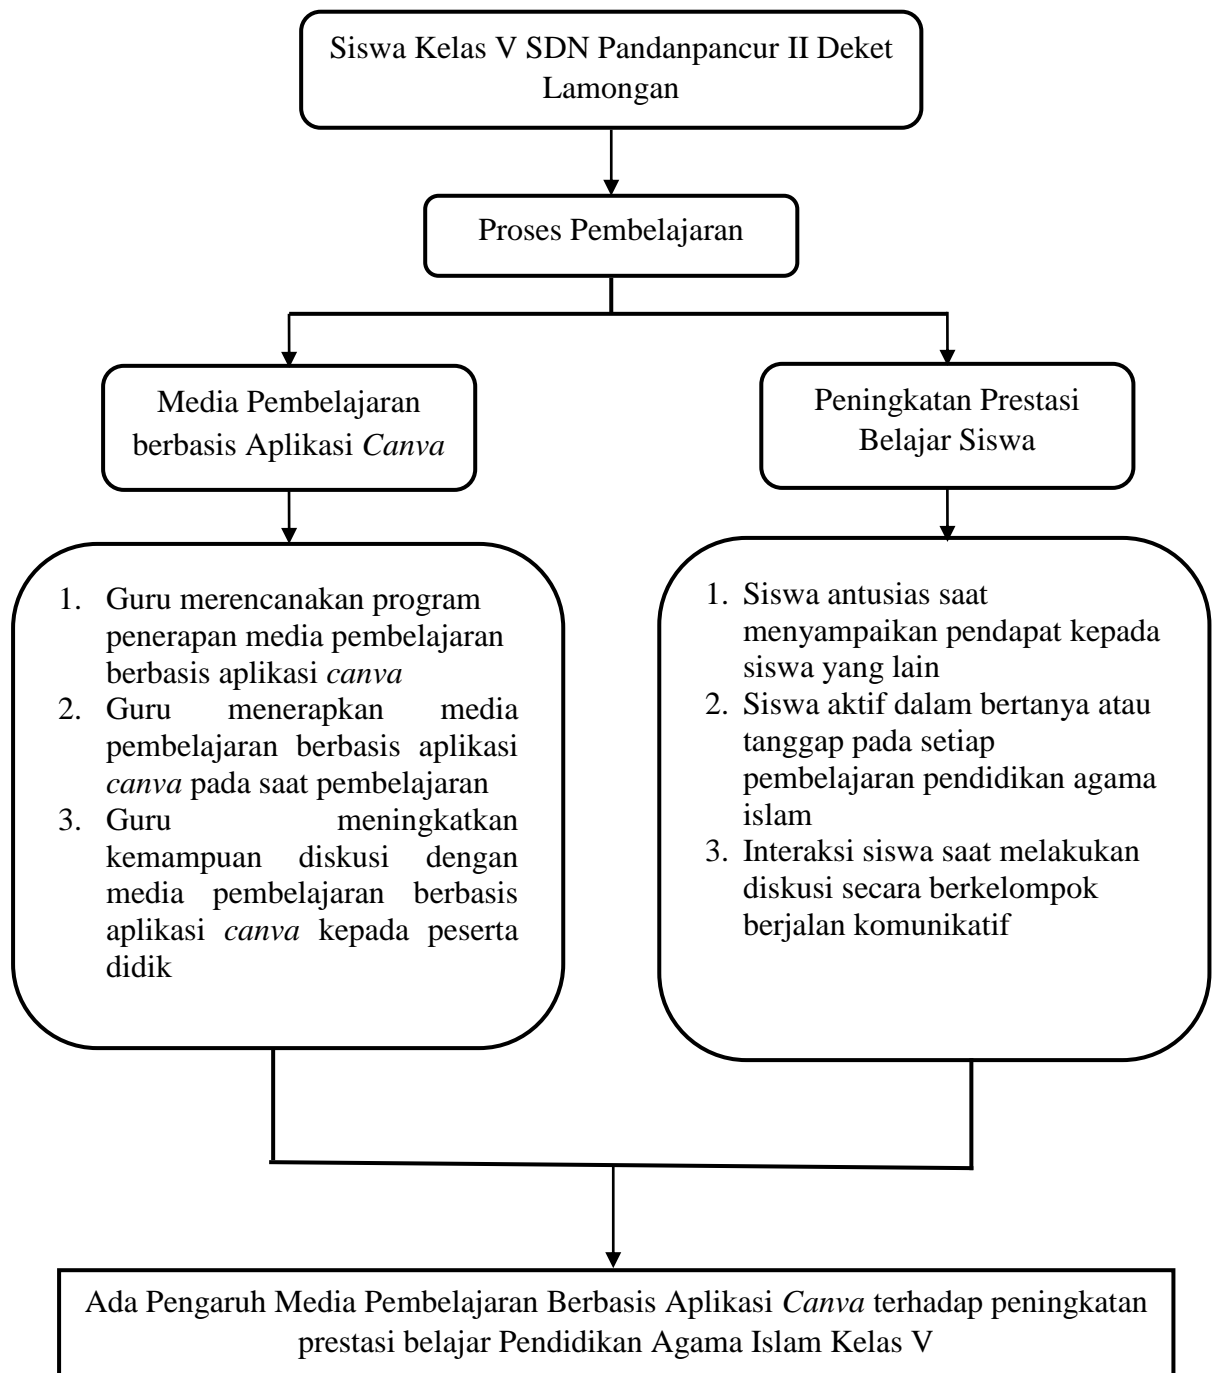 Siswa Kelas V SDN Pandanpancur II Deket
Lamongan
Proses Pembelajaran
Media Pembelajaran
berbasis Aplikasi Canva
Peningkatan Prestasi
Belajar Siswa
1. Guru merencanakan program
penerapan media pembelajaran
berbasis aplikasi canva
2. Guru menerapkan media
pembelajaran berbasis aplikasi
canva pada saat pembelajaran
3. Guru meningkatkan
kemampuan diskusi dengan
media pembelajaran berbasis
aplikasi canva kepada peserta
didik
1. Siswa antusias saat
menyampaikan pendapat kepada
siswa yang lain
2. Siswa aktif dalam bertanya atau
tanggap pada setiap
pembelajaran pendidikan agama
islam
3. Interaksi siswa saat melakukan
diskusi secara berkelompok
berjalan komunikatif
Ada Pengaruh Media Pembelajaran Berbasis Aplikasi Canva terhadap peningkatan
prestasi belajar Pendidikan Agama Islam Kelas V